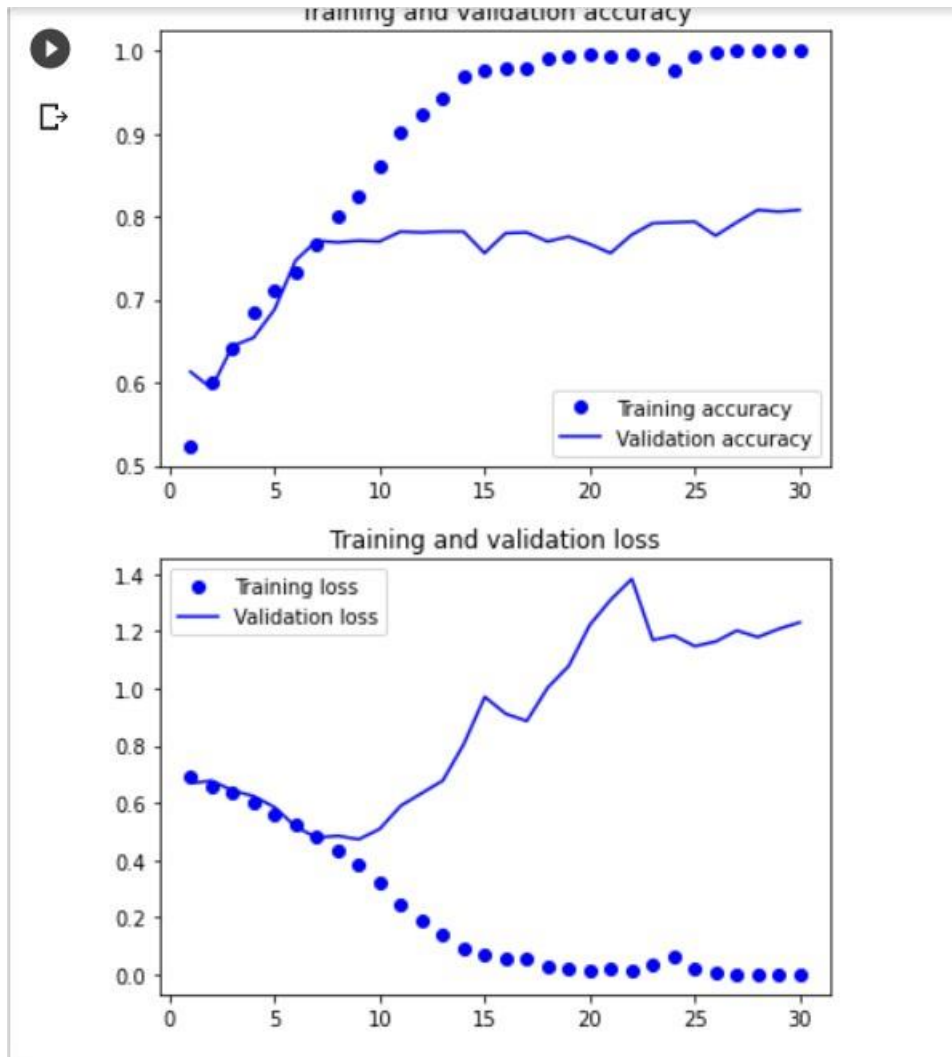 Training and validation accuracy
1.0
0.9
0.8
0.7
0.6
0.5
Training accuracy
Validation accuracy
0 5 10 15 20 25 30
Training and validation loss
1.4
1.2
1.0
0.8
0.6
0.4
0.2
0.0
Training loss
Validation loss
0 5 10 15 20 25 30